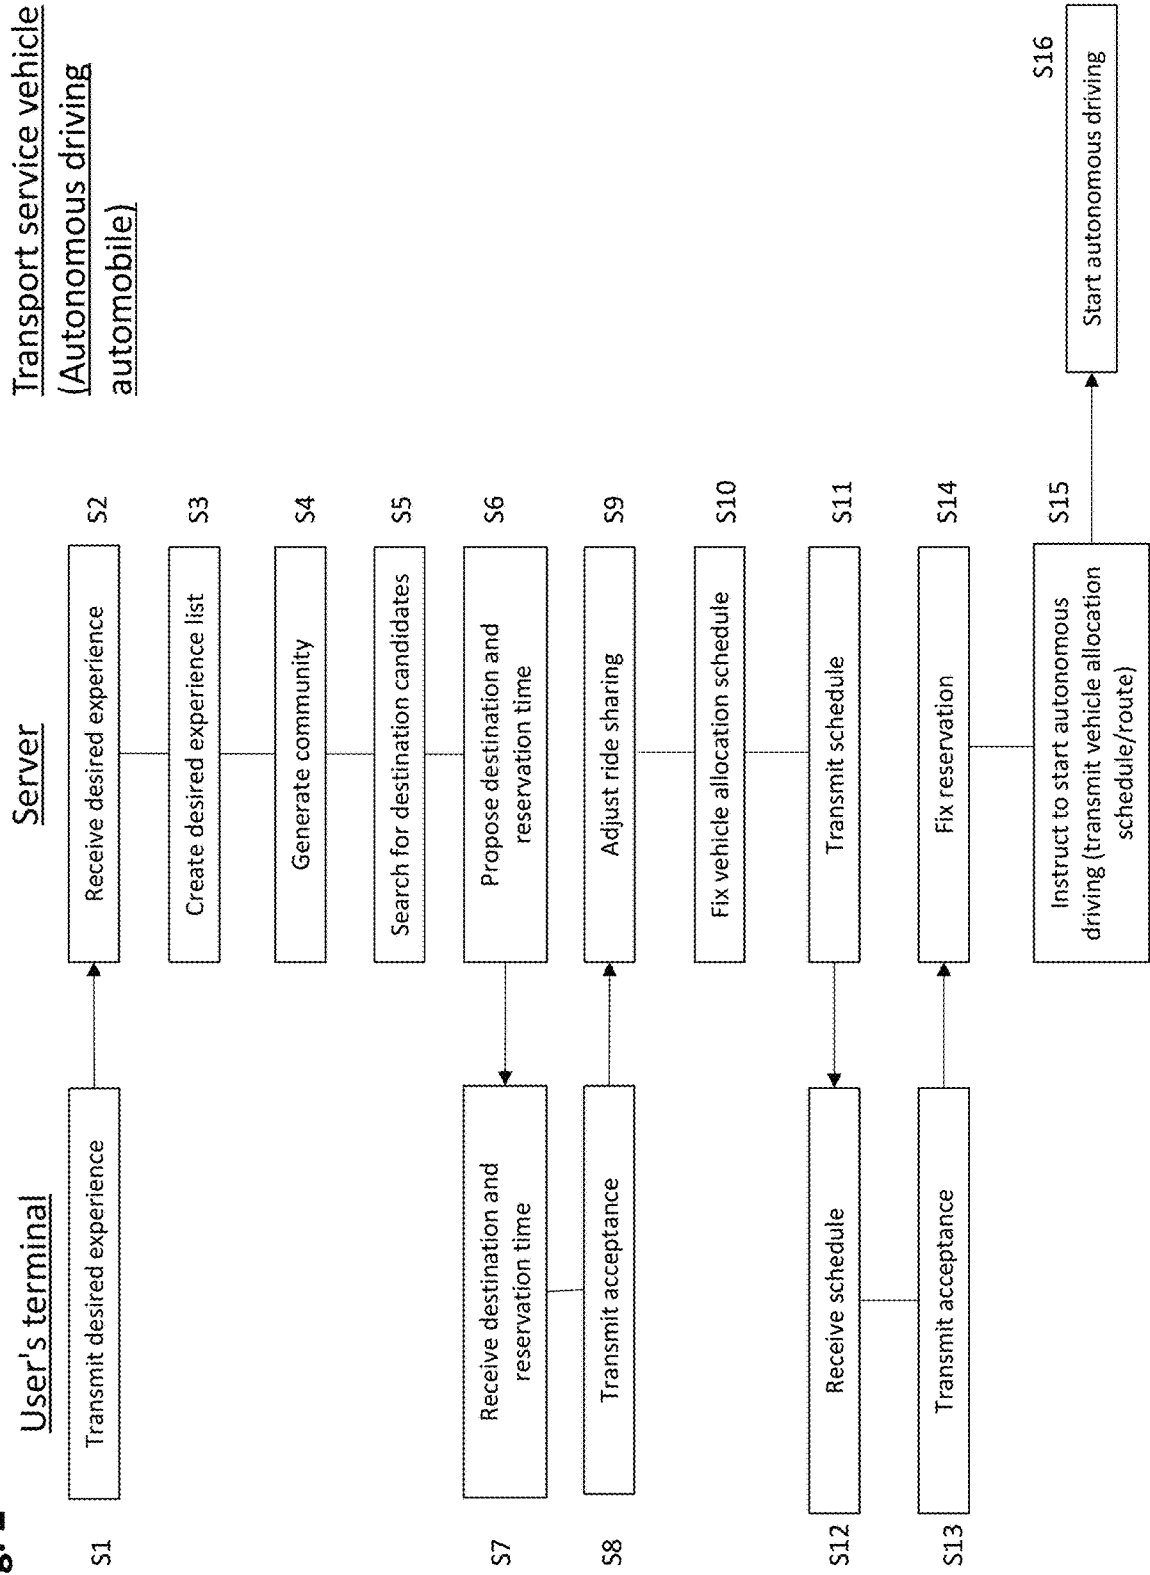 User's terminal
Server
Transport service vehicle
(Autonomous driving
automobile)
S1
Transmit desired experience
Receive desired experience
S2
Create desired experience list
S3
Generate community
S4
Search for destination candidates
S5
Propose destination and
reservation time
S6
S7
Receive destination and
reservation time
S8
Transmit acceptance
Adjust ride sharing
S9
Fix vehicle allocation schedule
S10
Transmit schedule
S11
S12
Receive schedule
S13
Transmit acceptance
Fix reservation
S14
Instruct to start autonomous
driving (transmit vehicle allocation
schedule/route)
S15
Start autonomous driving
S16